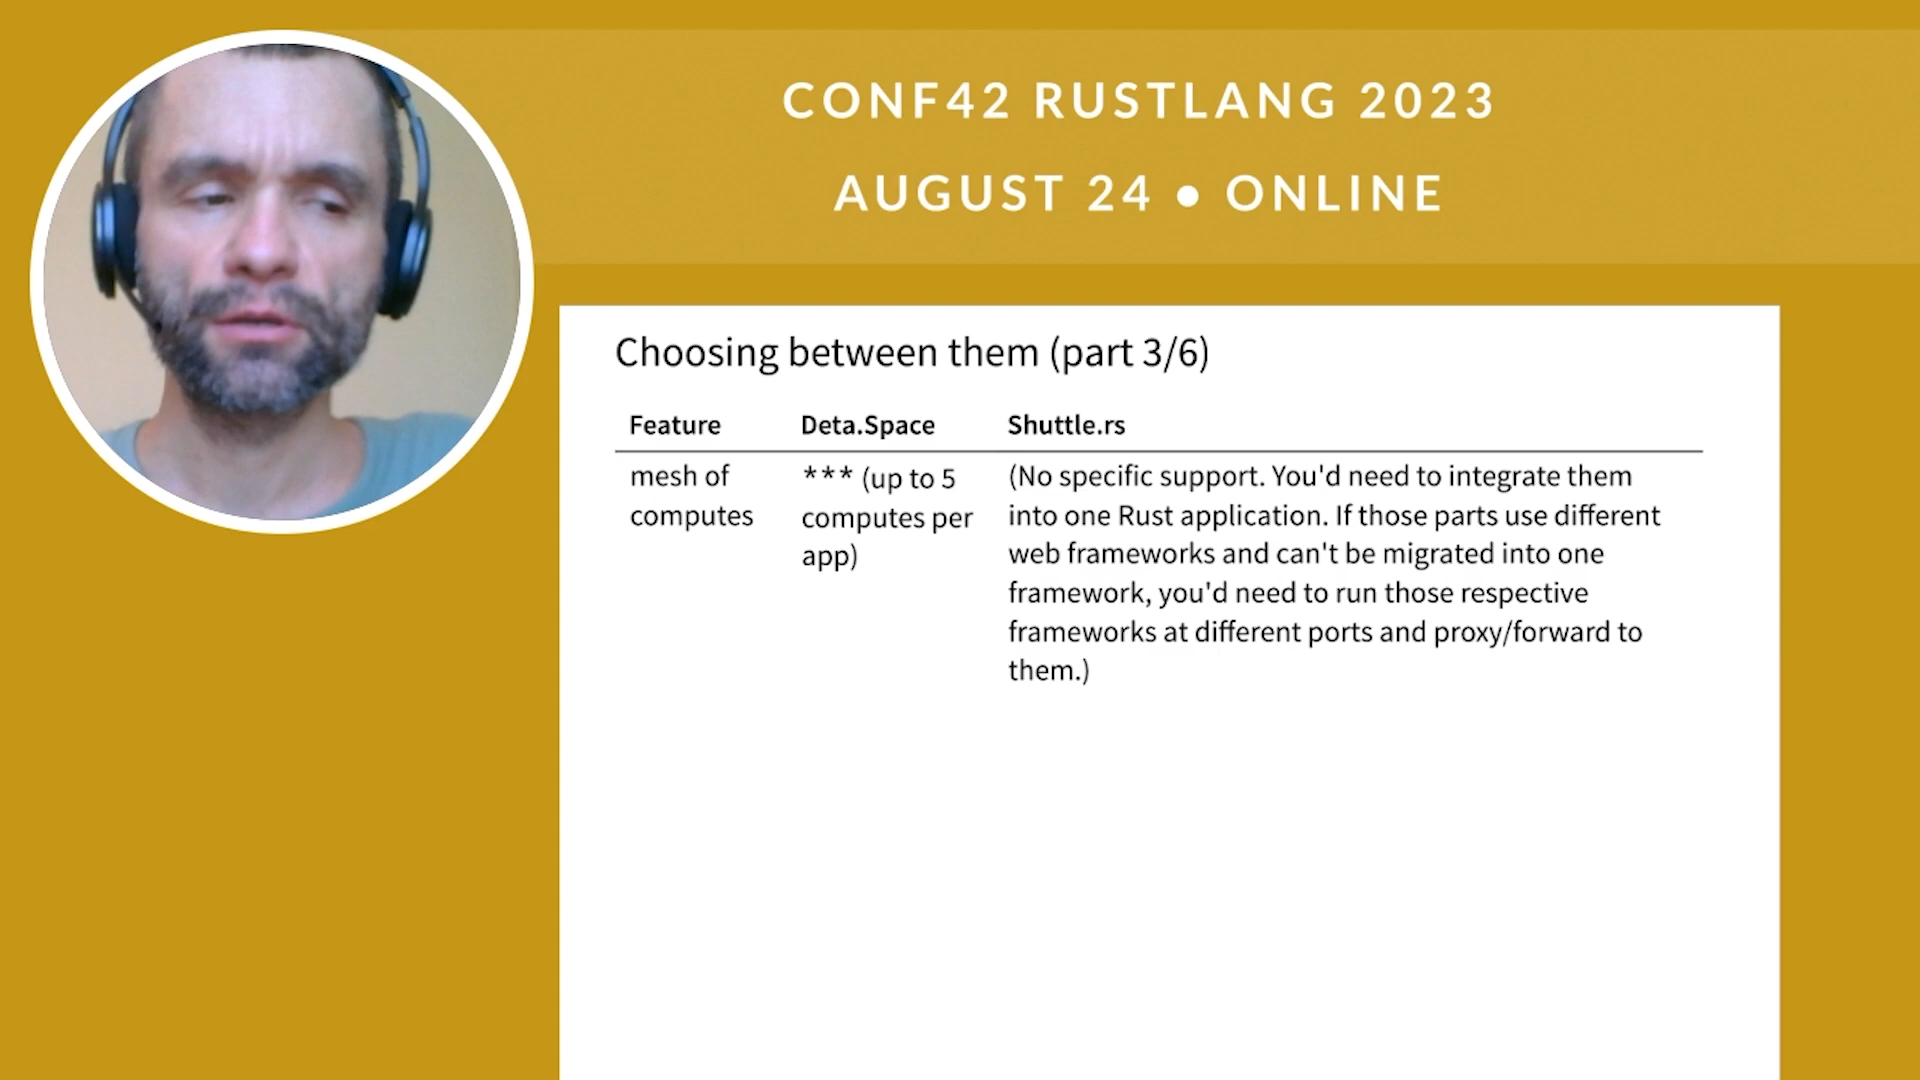 CONF42 RUSTLANG 2023
AUGUST 24 • ONLINE
Choosing between them (part 3/6)
Feature Deta.Space Shuttle.rs
mesh of
computes
*** (up to 5
computes per
app)
(No specific support. You'd need to integrate them
into one Rust application. If those parts use different
web frameworks and can't be migrated into one
framework, you'd need to run those respective
frameworks at different ports and proxy/forward to
them.)